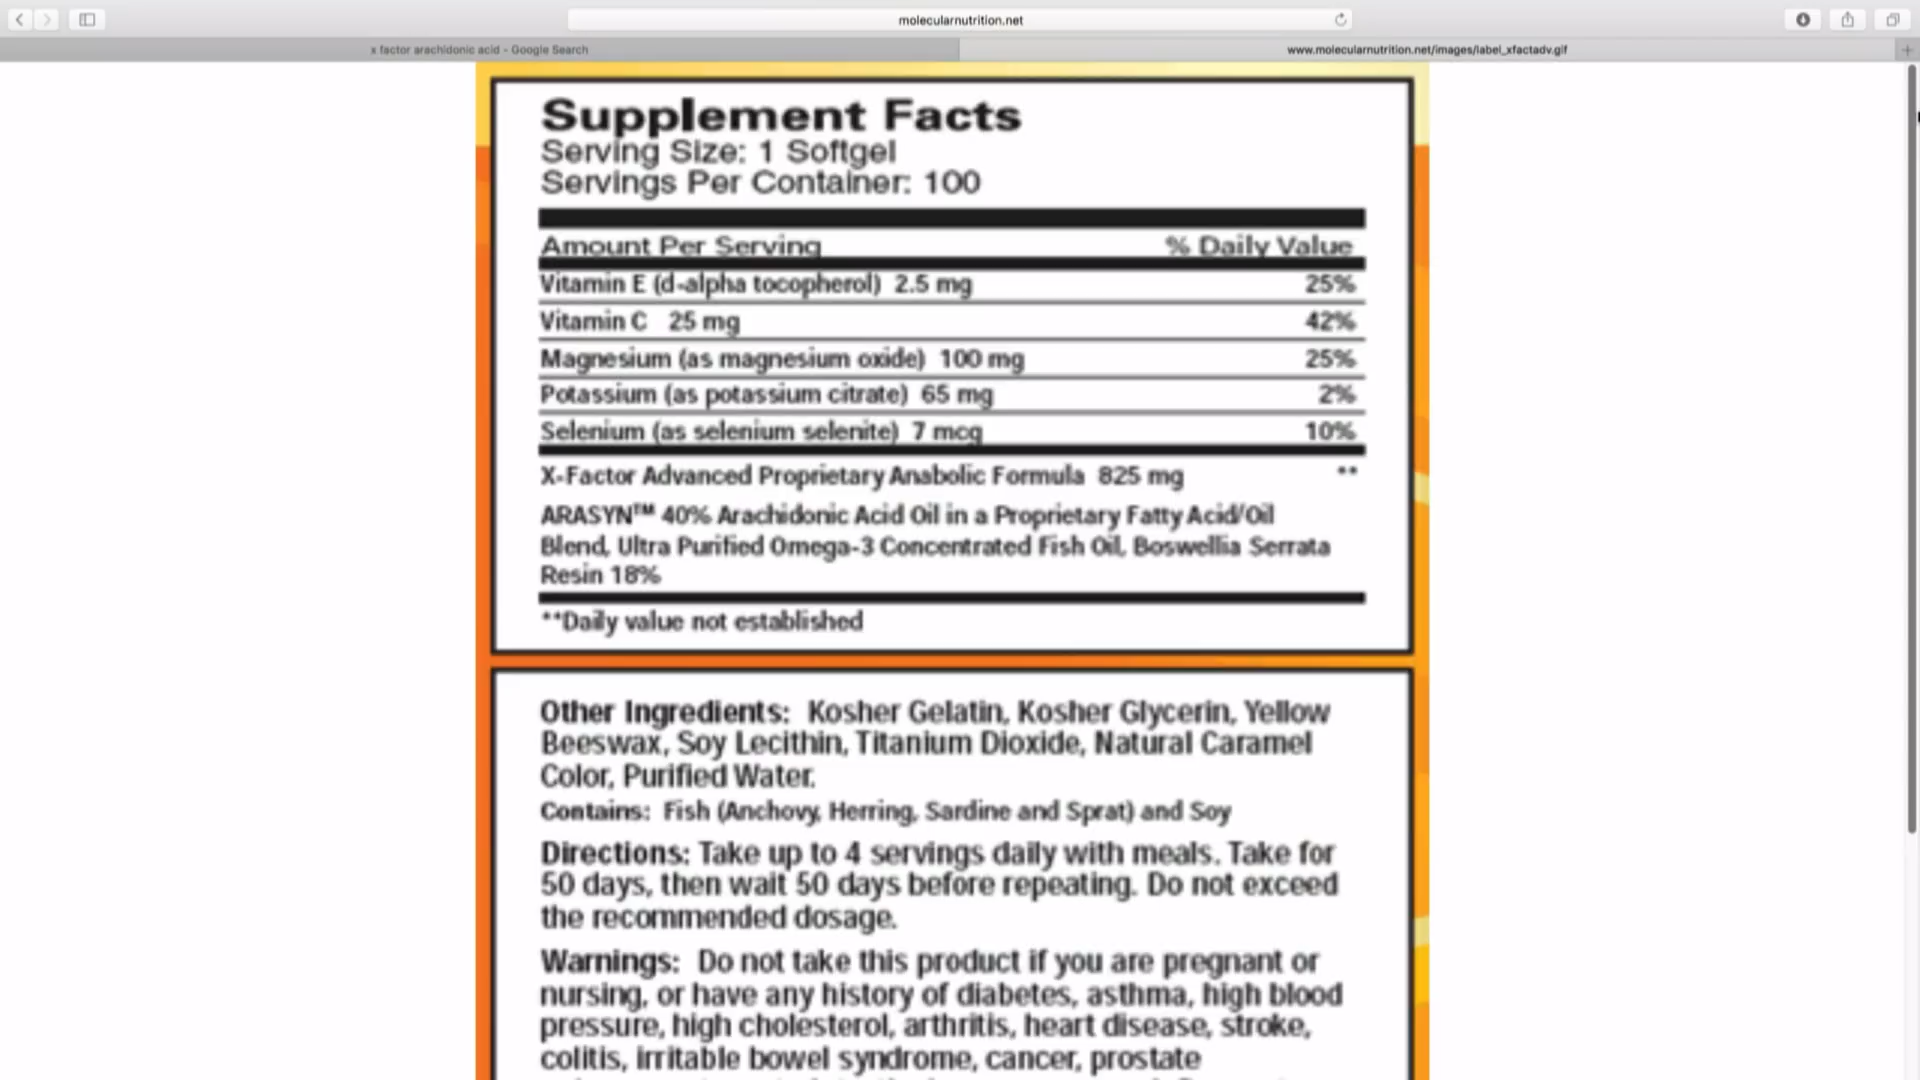 molecularnutrition.net
x factor arachidonic acid - Google Search
www.molecularnutrition.net/images/label_xfactadv.gif
Supplement Facts
Serving Size: 1 Softgel
Servings Per Container: 100
Amount Per Serving % Daily Value
Vitamin E (d-alpha tocopherol) 2.5 mg 25%
Vitamin C 25 mg 42%
Magnesium (as magnesium oxide) 100 mg 25%
Potassium (as potassium citrate) 65 mg 2%
Selenium (as selenium selenite) 7 mcg 10%
X-Factor Advanced Proprietary Anabolic Formula 825 mg **
ARASYN™ 40% Arachidonic Acid Oil in a Proprietary Fatty Acid/Oil
Blend, Ultra Purified Omega-3 Concentrated Fish Oil, Boswellia Serrata
Resin 18%
**Daily value not established
Other Ingredients: Kosher Gelatin, Kosher Glycerin, Yellow
Beeswax, Soy Lecithin, Titanium Dioxide, Natural Caramel
Color, Purified Water.
Contains: Fish (Anchovy, Herring, Sardine and Sprat) and Soy
Directions: Take up to 4 servings daily with meals. Take for
50 days, then wait 50 days before repeating. Do not exceed
the recommended dosage.
Warnings: Do not take this product if you are pregnant or
nursing, or have any history of diabetes, asthma, high blood
pressure, high cholesterol, arthritis, heart disease, stroke,
colitis, irritable bowel syndrome, cancer, prostate